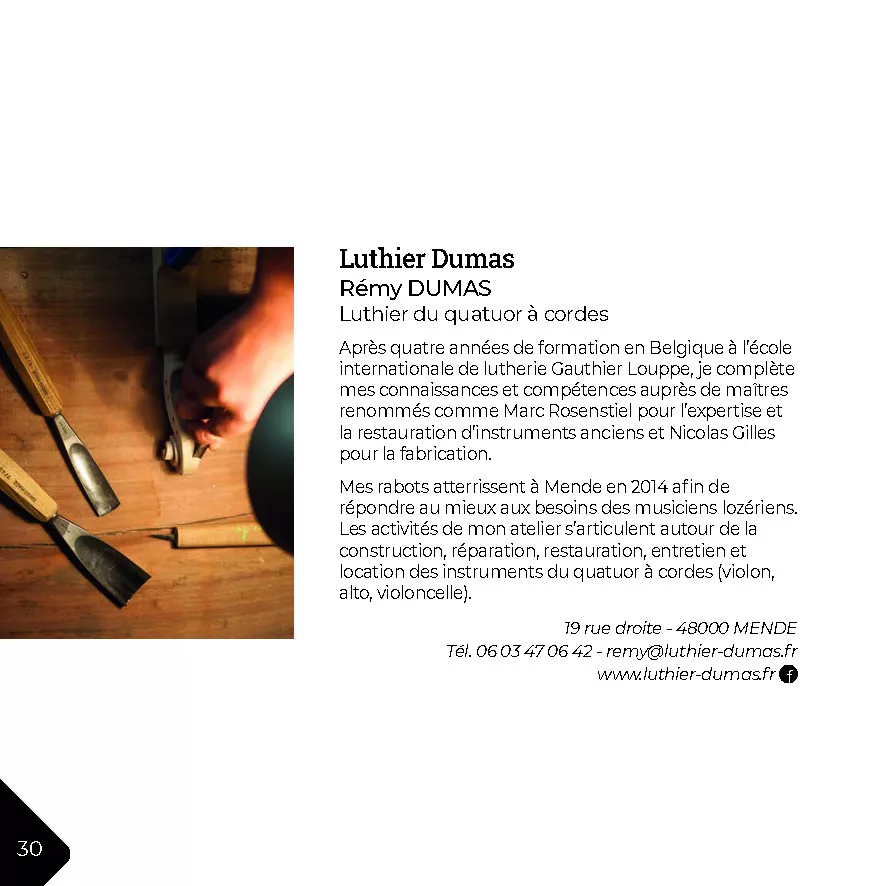 Luthier Dumas
Rémy DUMAS
Luthier du quatuor à cordes
Après quatre années de formation en Belgique à l'école
internationale de lutherie Gauthier Louppe, je complète
mes connaissances et compétences auprès de maîtres
renommés comme Marc Rosenstiel pour l'expertise et
la restauration d'instruments anciens et Nicolas Gilles
pour la fabrication.
Mes rabots atterrissent à Mende en 2014 afin de
répondre au mieux aux besoins des musiciens lozériens.
Les activités de mon atelier s'articulent autour de la
construction, réparation, restauration, entretien et
location des instruments du quatuor à cordes (violon,
alto, violoncelle).
19 rue droite - 48000 MENDE
Tél. 06 03 47 06 42 - remy@luthier-dumas.fr
www.luthier-dumas.fr f
30